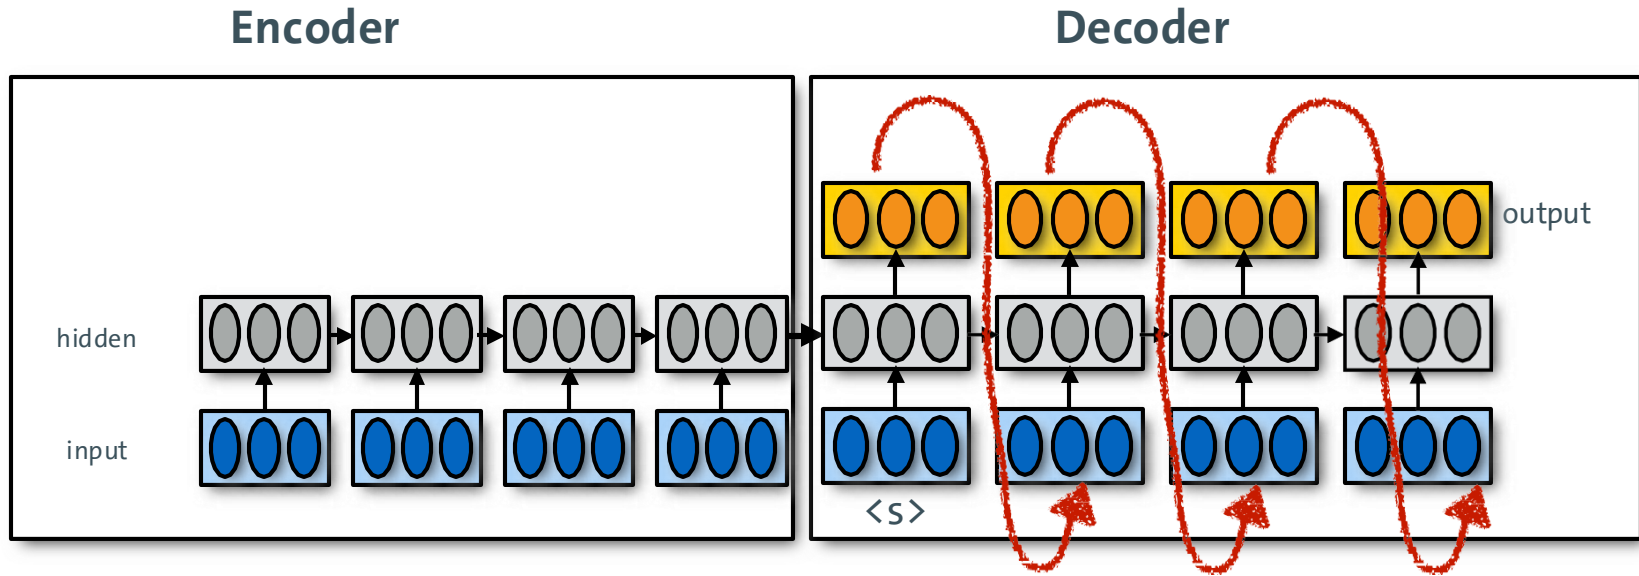 Encoder
Decoder
output
hidden
input
<s>